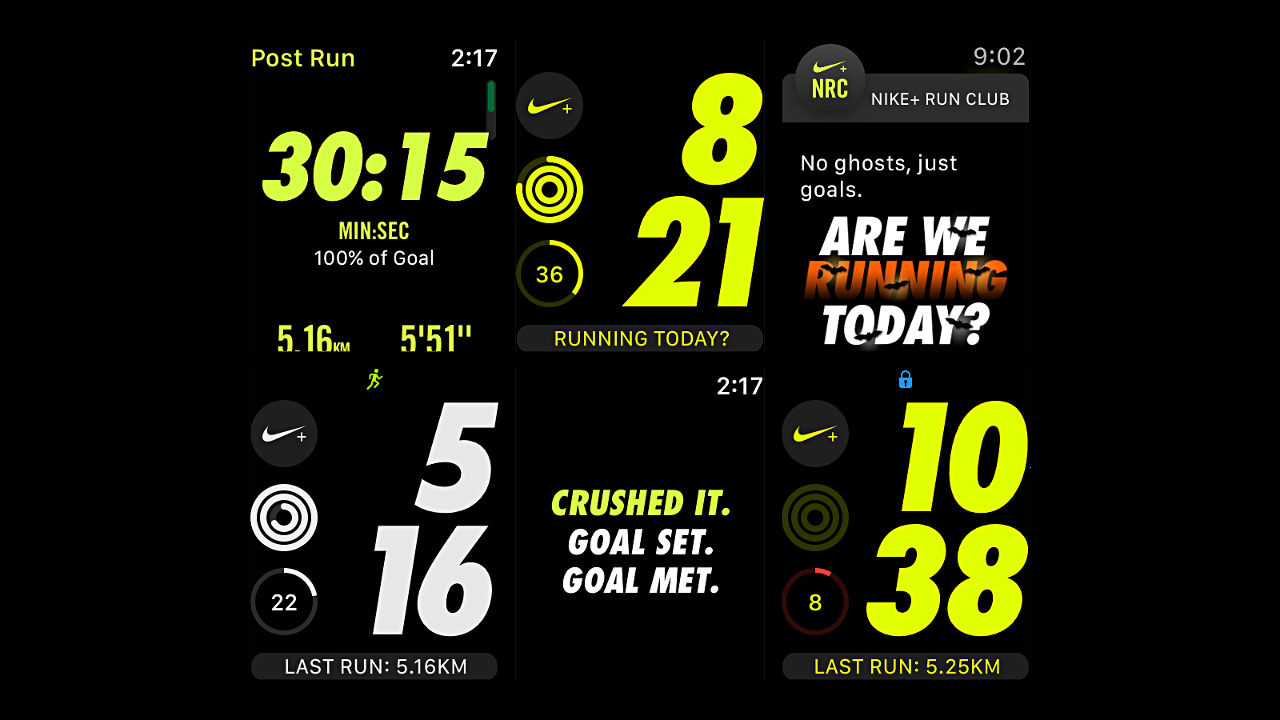 Post Run 2:17
30:15
MIN:SEC
100% of Goal
5.16KM 5'51''
8
21
36
RUNNING TODAY?
9:02
NRC
NIKE+ RUN CLUB
No ghosts, just
goals.
ARE WE
RUNNING
TODAY?
5
16
22
LAST RUN: 5.16KM
2:17
CRUSHED IT.
GOAL SET.
GOAL MET.
10
38
8
LAST RUN: 5.25KM